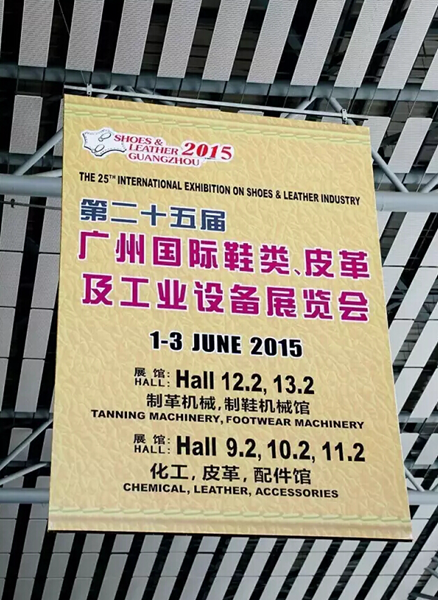 SHOES & LEATHER 2015
GUANGZHOU
THE 25TH INTERNATIONAL EXHIBITION ON SHOES & LEATHER INDUSTRY
第二十五届
广州国际鞋类、皮革
及工业设备展览会
1-3 JUNE 2015
展馆:
HALL: Hall 12.2, 13.2
制革机械,制鞋机械馆
TANNING MACHINERY, FOOTWEAR MACHINERY
展馆:
HALL: Hall 9.2, 10.2, 11.2
化工,皮革,配件馆
CHEMICAL, LEATHER, ACCESSORIES